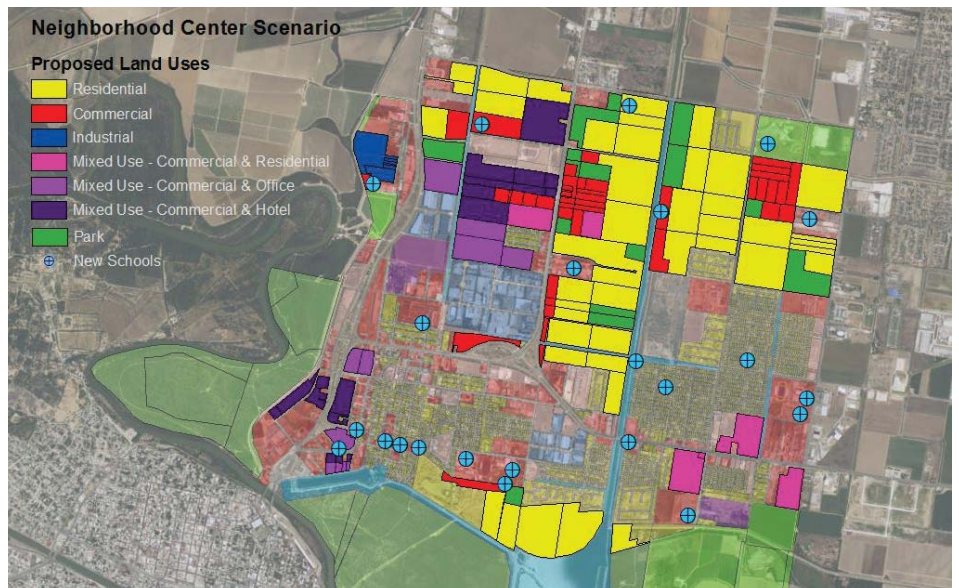 Neighborhood Center Scenario
Proposed Land Uses
Residential
Commercial
Industrial
Mixed Use - Commercial & Residential
Mixed Use - Commercial & Office
Mixed Use - Commercial & Hotel
Park
New Schools